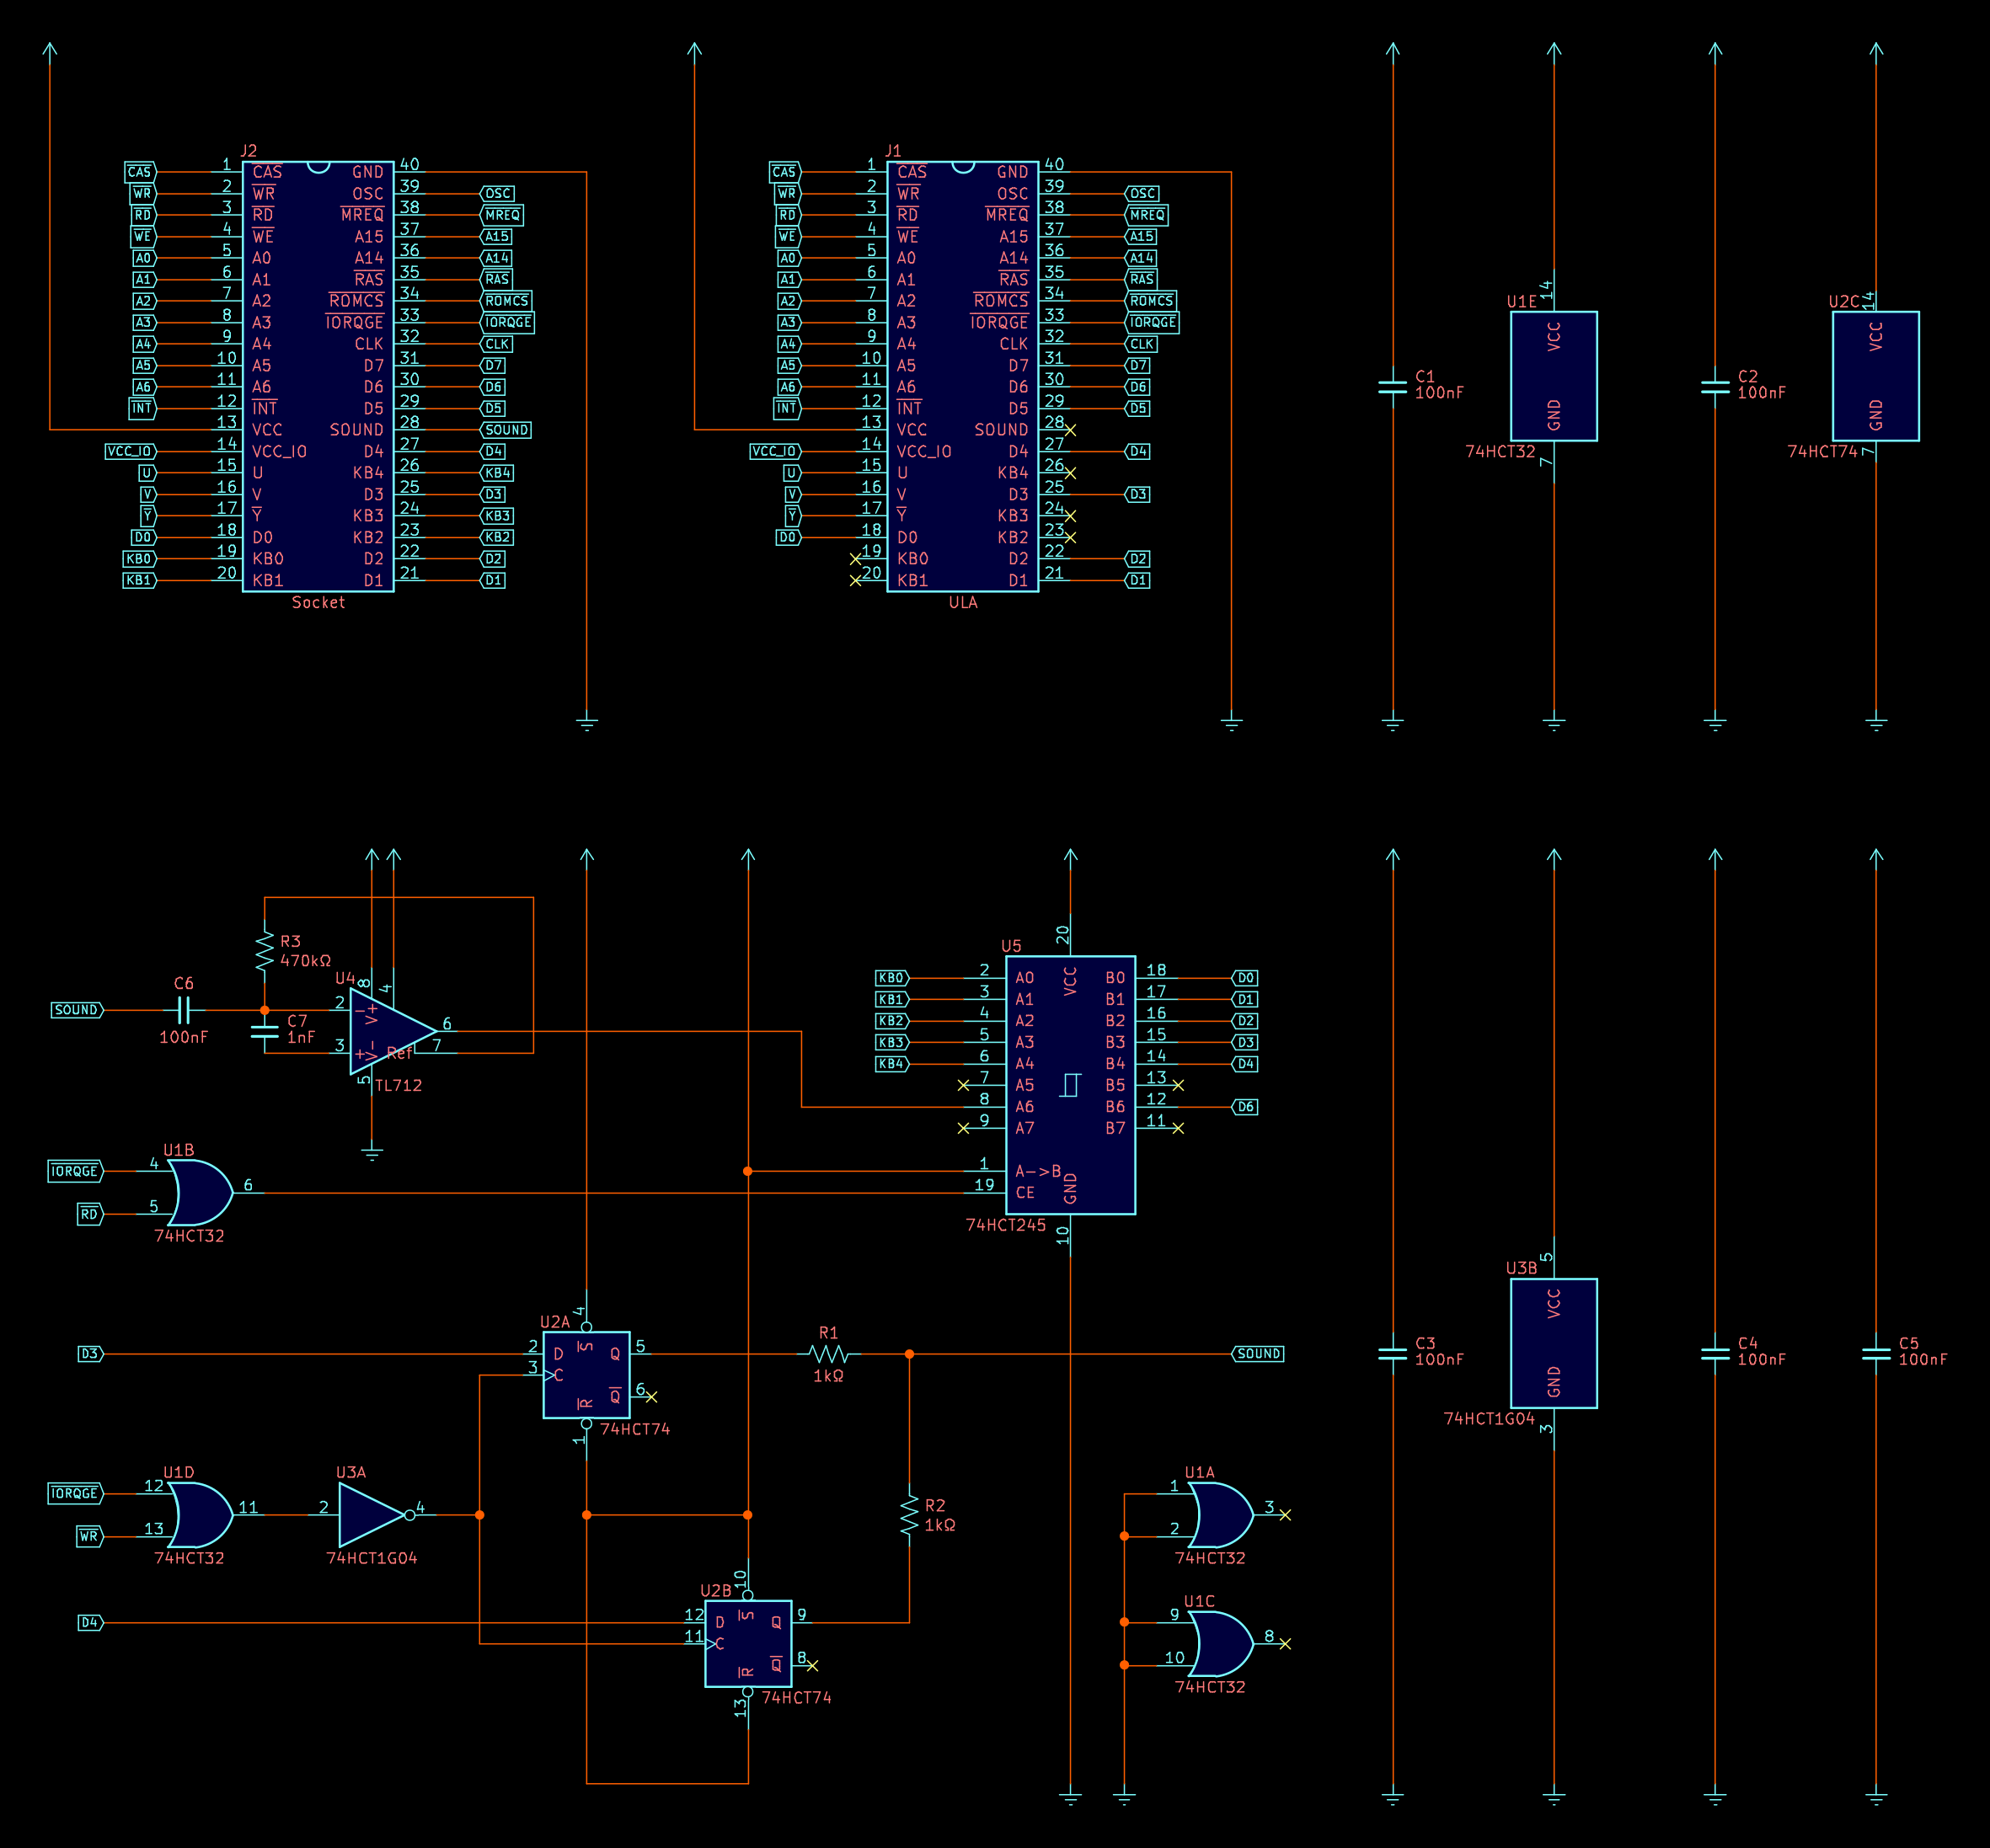 J2
CAS 1 CAS GND 40
WR 2 WR OSC 39 OSC
RD 3 RD MREQ 38 MREQ
WE 4 WE A15 37 A15
A0 5 A0 A14 36 A14
A1 6 A1 RAS 35 RAS
A2 7 A2 ROMCS 34 ROMCS
A3 8 A3 IORQGE 33 IORQGE
A4 9 A4 CLK 32 CLK
A5 10 A5 D7 31 D7
A6 11 A6 D6 30 D6
INT 12 INT D5 29 D5
13 VCC SOUND 28 SOUND
VCC_IO 14 VCC_IO D4 27 D4
U 15 U KB4 26 KB4
V 16 V D3 25 D3
Y 17 Y KB3 24 KB3
D0 18 D0 KB2 23 KB2
KB0 19 KB0 D2 22 D2
KB1 20 KB1 D1 21 D1
Socket
J1
CAS 1 CAS GND 40
WR 2 WR OSC 39 OSC
RD 3 RD MREQ 38 MREQ
WE 4 WE A15 37 A15
A0 5 A0 A14 36 A14
A1 6 A1 RAS 35 RAS
A2 7 A2 ROMCS 34 ROMCS
A3 8 A3 IORQGE 33 IORQGE
A4 9 A4 CLK 32 CLK
A5 10 A5 D7 31 D7
A6 11 A6 D6 30 D6
INT 12 INT D5 29 D5
13 VCC SOUND 28
VCC_IO 14 VCC_IO D4 27 D4
U 15 U KB4 26
V 16 V D3 25 D3
Y 17 Y KB3 24
D0 18 D0 KB2 23
19 KB0 D2 22 D2
20 KB1 D1 21 D1
ULA
C1
100nF
U1E
14
VCC
GND
74HCT32
7
C2
100nF
U2C
14
VCC
GND
74HCT74
7
R3
470kΩ
C6
SOUND
100nF
C7
1nF
U4
8
4
2 - V+
6
3 + V- Ref 7
5
TL712
U1B
IORQGE 4
6
RD 5
74HCT32
U5
20
VCC
KB0 2 A0 B0 18 D0
KB1 3 A1 B1 17 D1
KB2 4 A2 B2 16 D2
KB3 5 A3 B3 15 D3
KB4 6 A4 B4 14 D4
7 A5 B5 13
8 A6 B6 12 D6
9 A7 B7 11
1 A->B
19 CE
GND
74HCT245
10
U2A
4
S
D3 2 D Q 5
3 C
Q 6
R
1
74HCT74
R1
1kΩ
SOUND
R2
1kΩ
U1D
IORQGE 12
11
WR 13
74HCT32
U3A
2 4
74HCT1G04
U2B
10
S
D4 12 D Q 9
11 C
Q 8
R
13
74HCT74
U1A
1
3
2
74HCT32
U1C
9
8
10
74HCT32
C3
100nF
U3B
5
VCC
GND
74HCT1G04
3
C4
100nF
C5
100nF